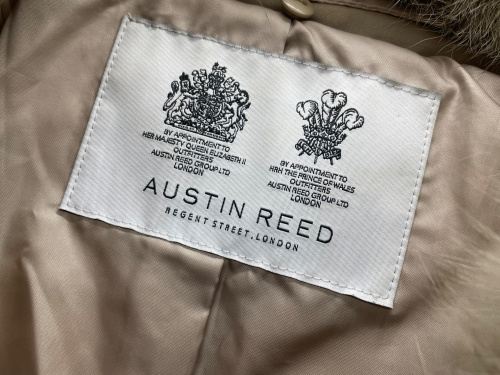 BY APPOINTMENT TO
HER MAJESTY QUEEN ELIZABETH II
OUTFITTERS
AUSTIN REED GROUP LTD
LONDON
BY APPOINTMENT TO
HRH THE PRINCE OF WALES
OUTFITTERS
AUSTIN REED GROUP LTD
LONDON
AUSTIN REED
REGENT STREET, LONDON